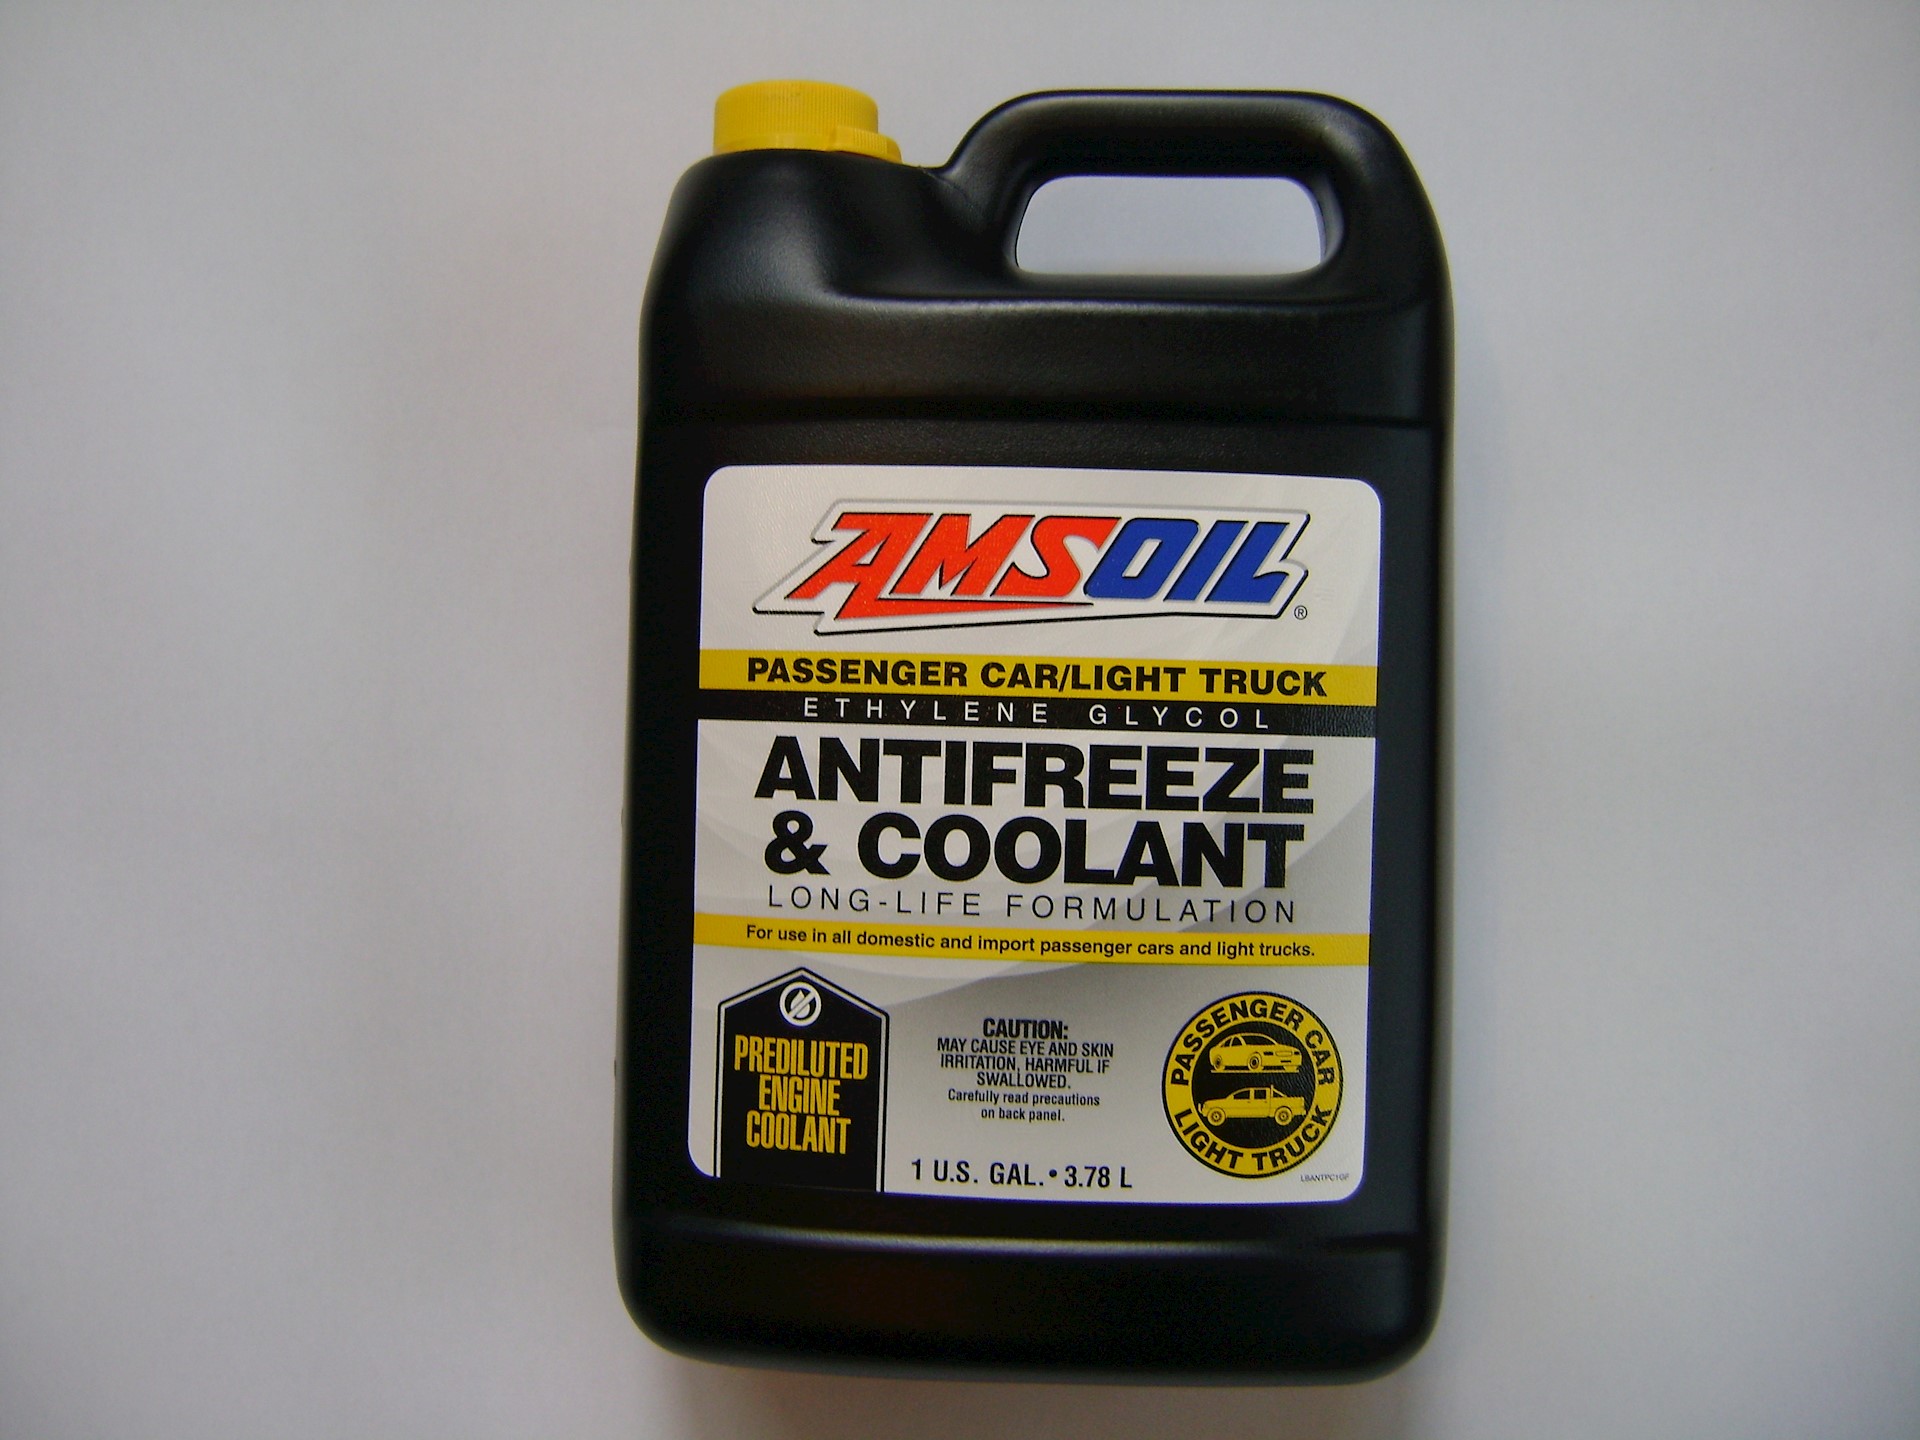 AMSOIL ®
PASSENGER CAR/LIGHT TRUCK
ETHYLENE GLYCOL
ANTIFREEZE
& COOLANT
LONG-LIFE FORMULATION
For use in all domestic and import passenger cars and light trucks.
PREDILUTED
ENGINE
COOLANT
CAUTION:
MAY CAUSE EYE AND SKIN
IRRITATION, HARMFUL IF
SWALLOWED.
Carefully read precautions
on back panel.
1 U.S. GAL. • 3.78 L
PASSENGER CAR
LIGHT TRUCK